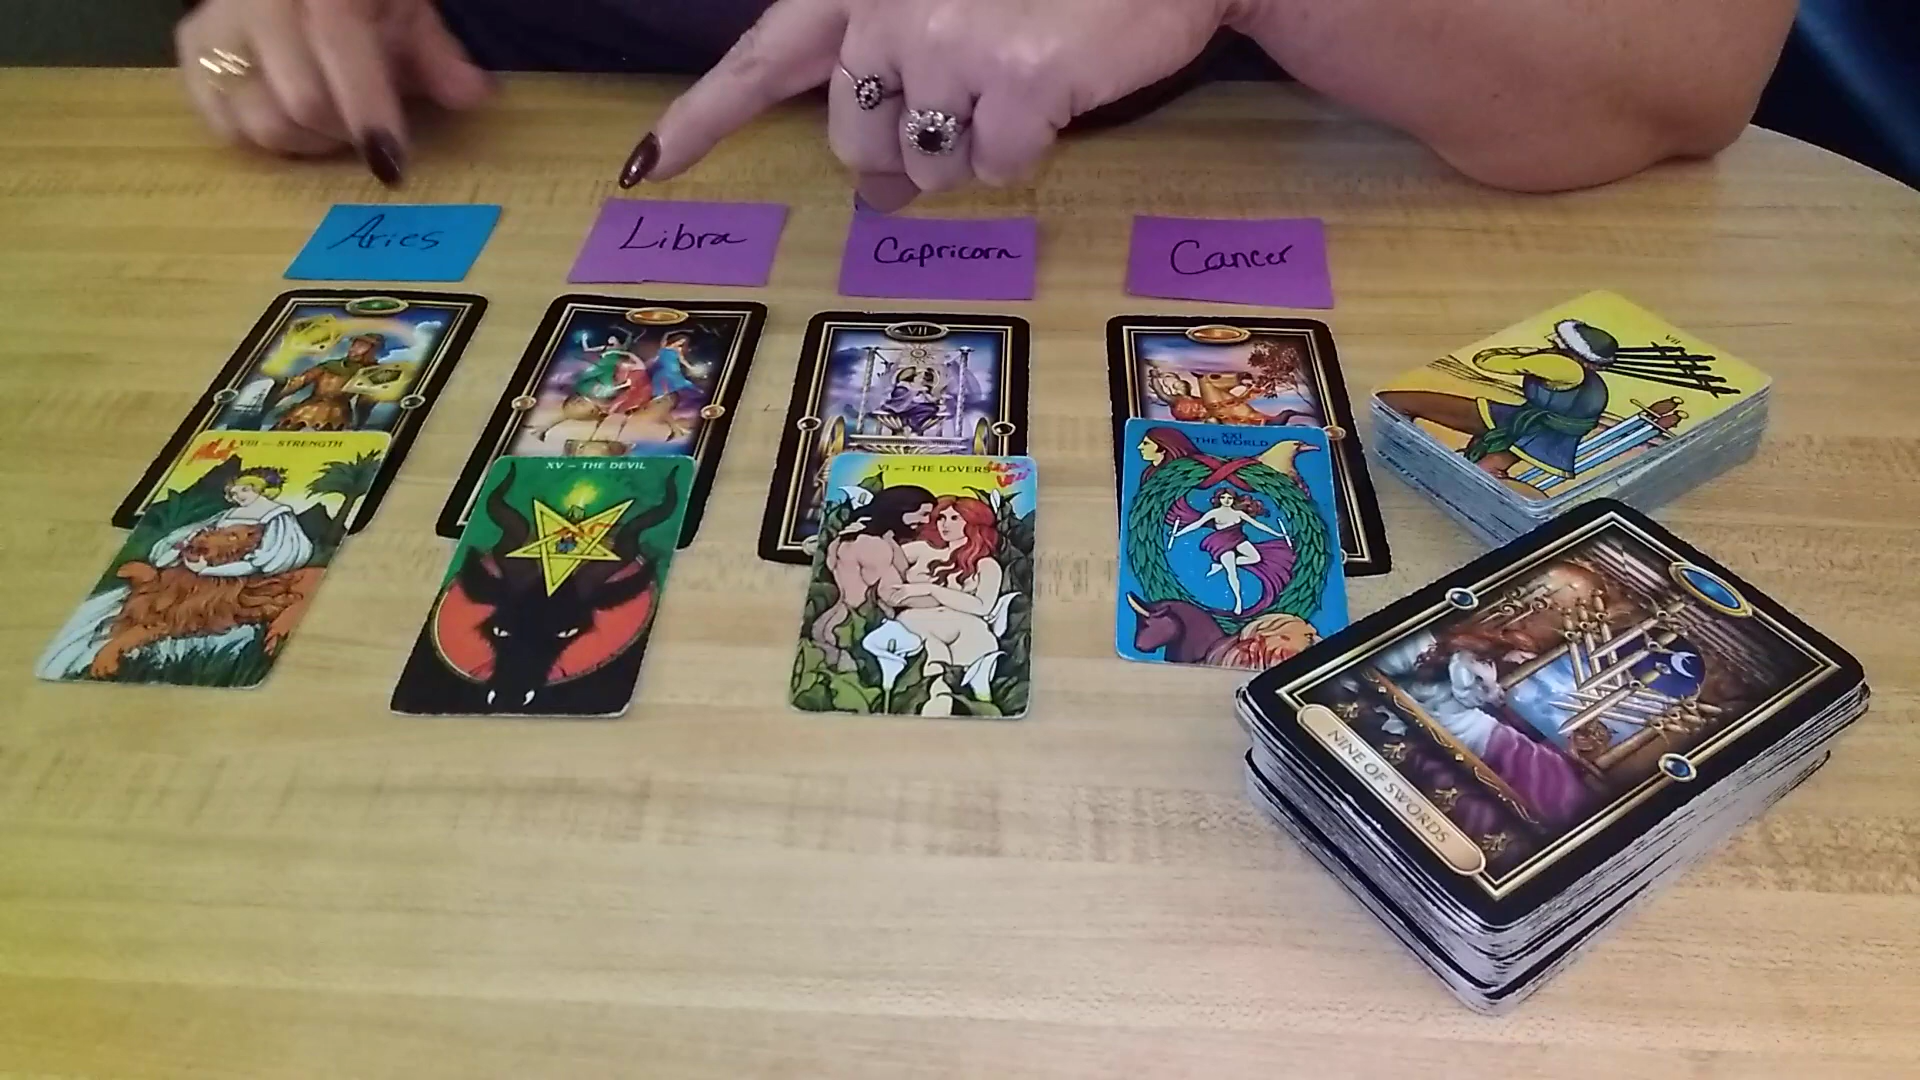 Aries
Libra
Capricorn
Cancer
VII
VIII — STRENGTH
XV — THE DEVIL
VI — THE LOVERS
XXI
THE WORLD
VII
NINE OF SWORDS